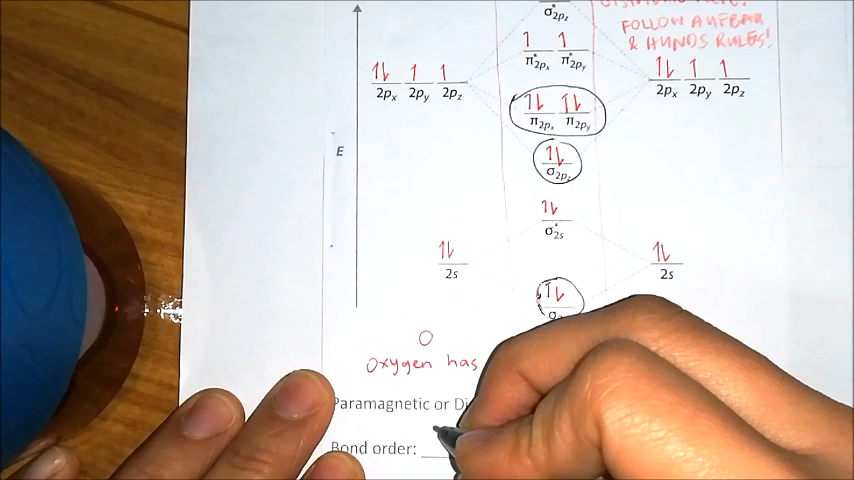 σ*2pz
FOLLOW AUFBAU
& HUNDS RULES!
π*2px π*2py
2px 2py 2pz
2px 2py 2pz
π2px π2py
E
σ2pz
σ*2s
2s
2s
O
Oxygen has
Paramagnetic or Di
Bond order: